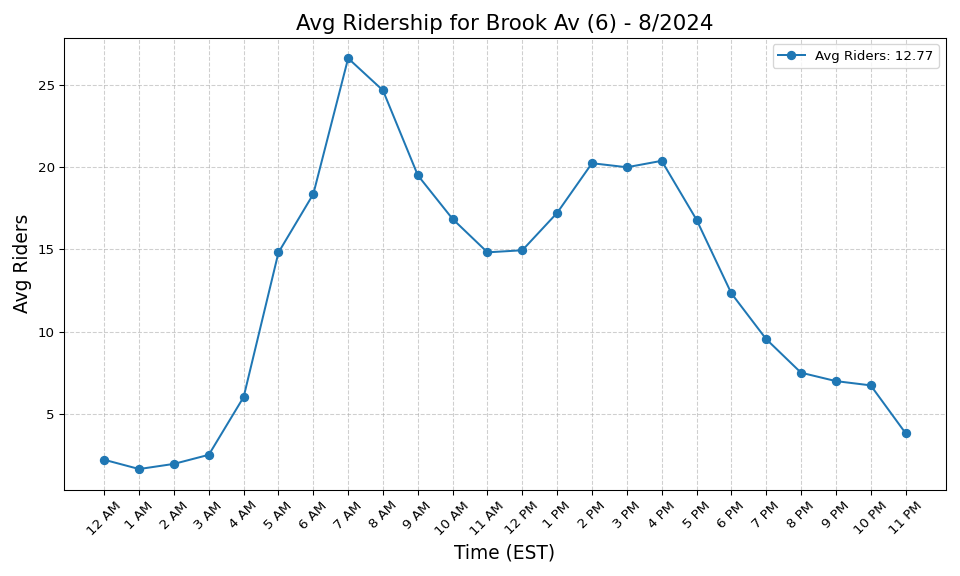 Avg Ridership for Brook Av (6) - 8/2024
Avg Riders: 12.77
Avg Riders
25
20
15
10
5
12 AM
1 AM
2 AM
3 AM
4 AM
5 AM
6 AM
7 AM
8 AM
9 AM
10 AM
11 AM
12 PM
1 PM
2 PM
3 PM
4 PM
5 PM
6 PM
7 PM
8 PM
9 PM
10 PM
11 PM
Time (EST)